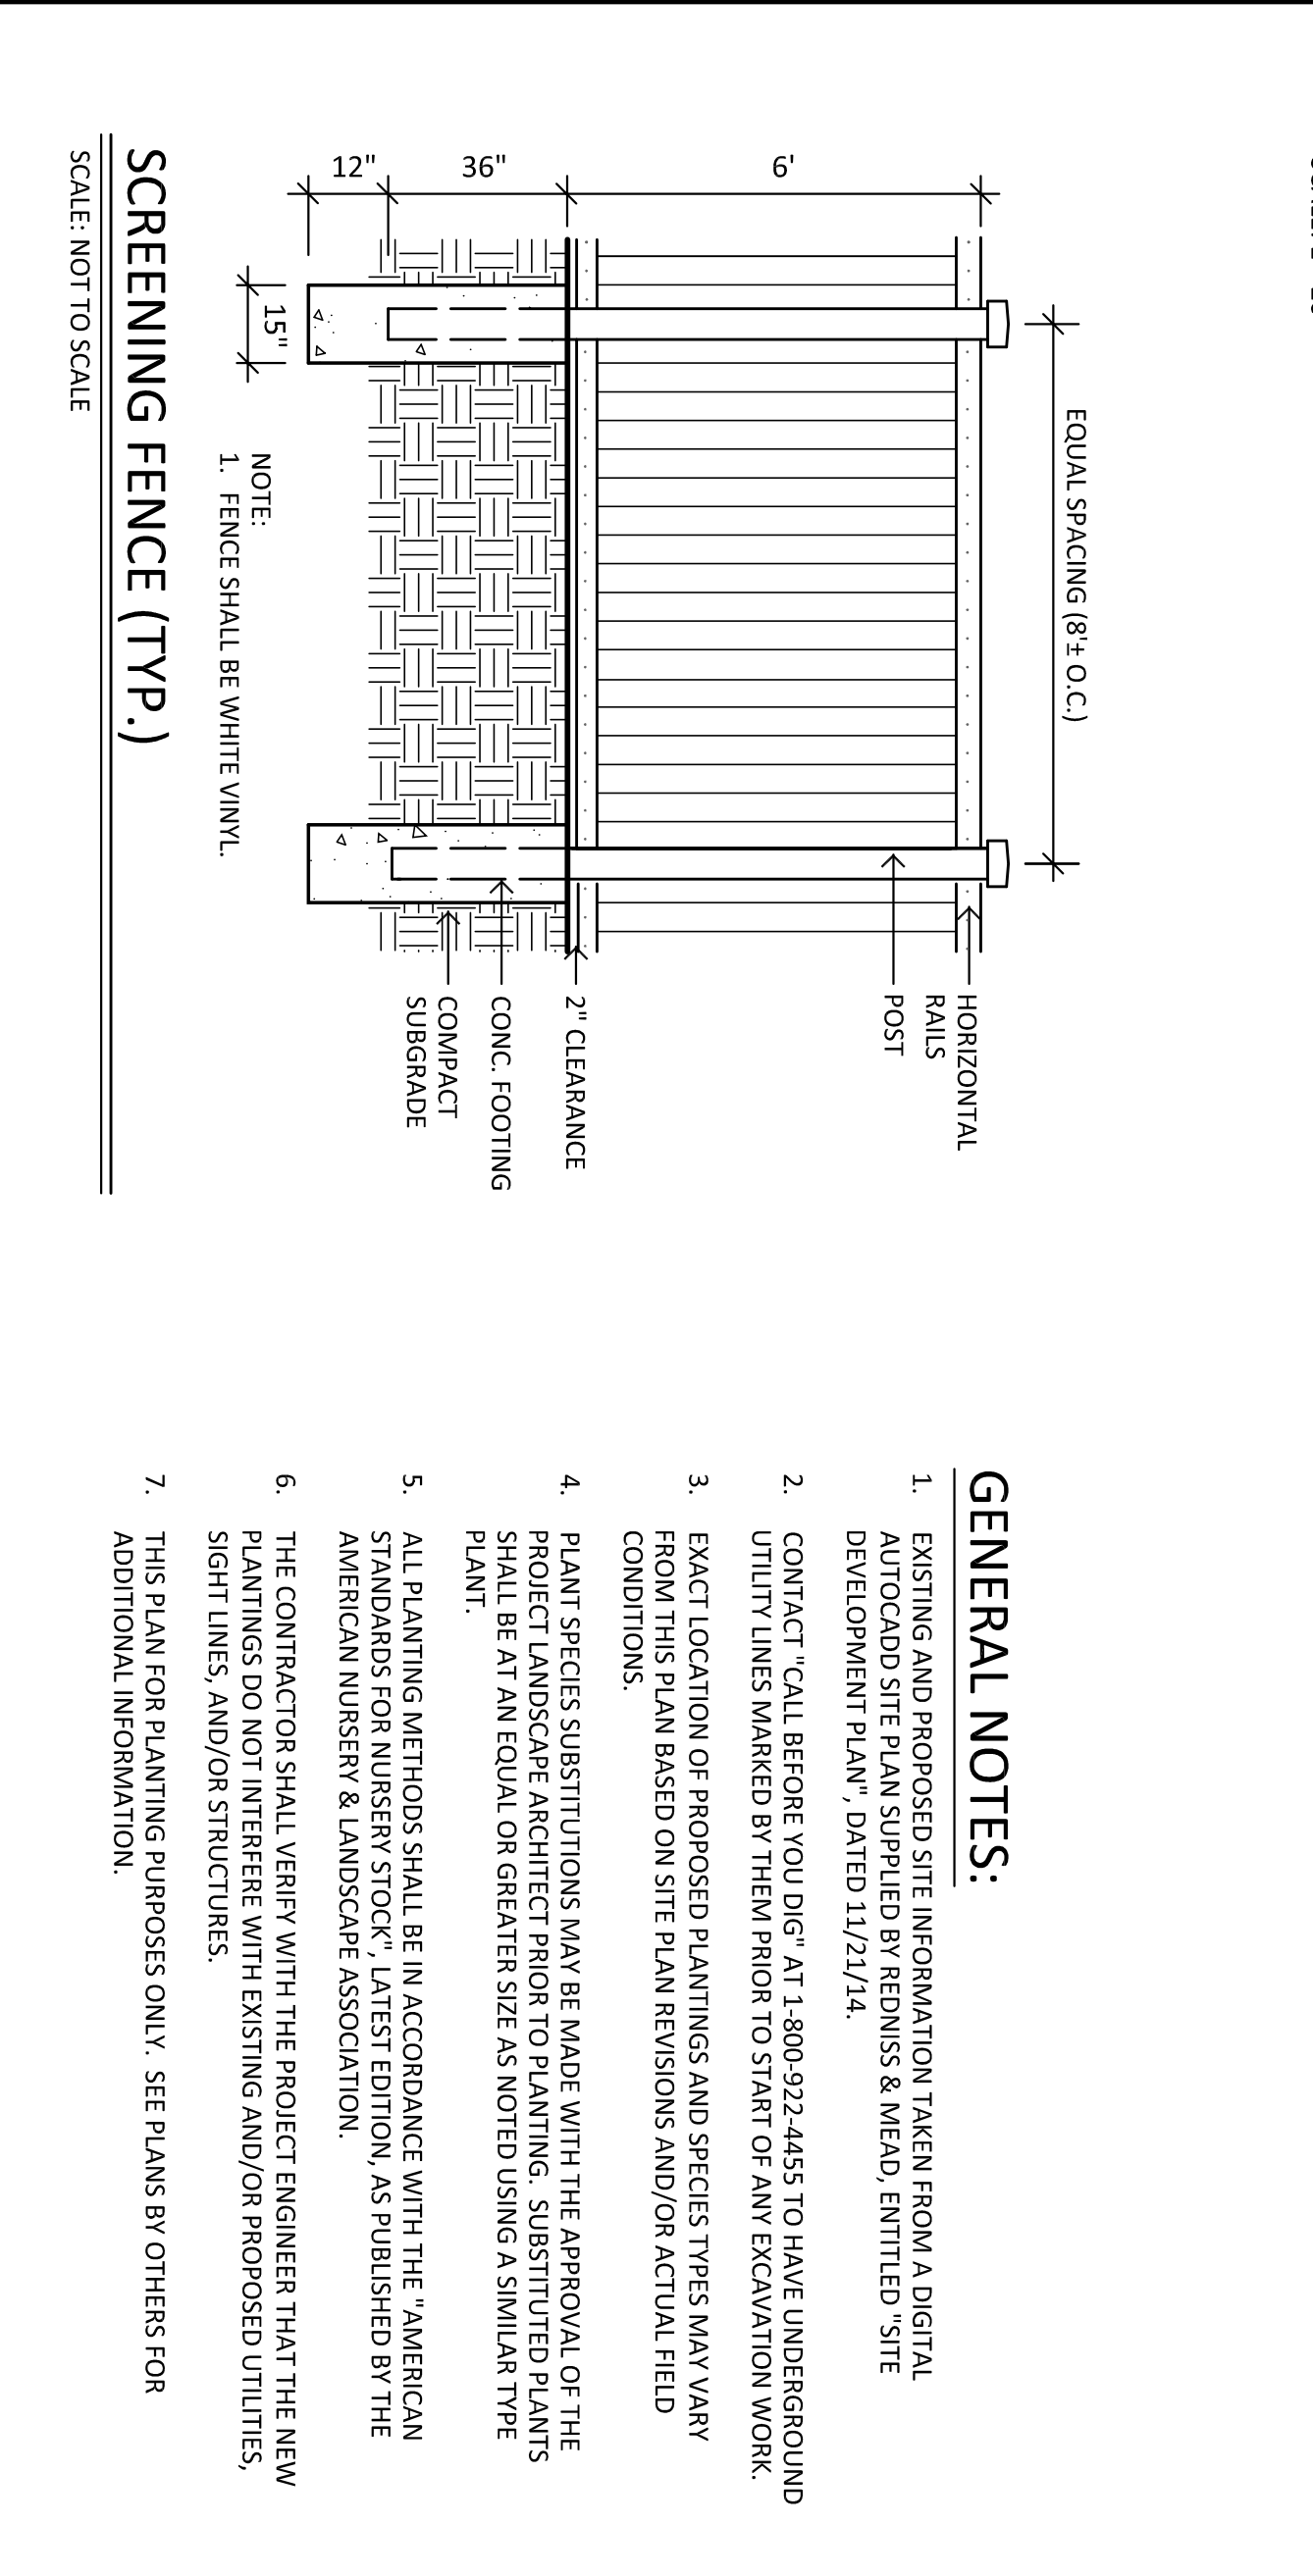 EQUAL SPACING (8'± O.C.)
6'
36"
12"
15"
HORIZONTAL
RAILS
POST
2" CLEARANCE
CONC. FOOTING
COMPACT
SUBGRADE
NOTE:
1. FENCE SHALL BE WHITE VINYL.
SCREENING FENCE (TYP.)
SCALE: NOT TO SCALE
GENERAL NOTES:
1. EXISTING AND PROPOSED SITE INFORMATION TAKEN FROM A DIGITAL
AUTOCADD SITE PLAN SUPPLIED BY REDNISS & MEAD, ENTITLED "SITE
DEVELOPMENT PLAN", DATED 11/21/14.
2. CONTACT "CALL BEFORE YOU DIG" AT 1-800-922-4455 TO HAVE UNDERGROUND
UTILITY LINES MARKED BY THEM PRIOR TO START OF ANY EXCAVATION WORK.
3. EXACT LOCATION OF PROPOSED PLANTINGS AND SPECIES TYPES MAY VARY
FROM THIS PLAN BASED ON SITE PLAN REVISIONS AND/OR ACTUAL FIELD
CONDITIONS.
4. PLANT SPECIES SUBSTITUTIONS MAY BE MADE WITH THE APPROVAL OF THE
PROJECT LANDSCAPE ARCHITECT PRIOR TO PLANTING. SUBSTITUTED PLANTS
SHALL BE AT AN EQUAL OR GREATER SIZE AS NOTED USING A SIMILAR TYPE
PLANT.
5. ALL PLANTING METHODS SHALL BE IN ACCORDANCE WITH THE "AMERICAN
STANDARDS FOR NURSERY STOCK", LATEST EDITION, AS PUBLISHED BY THE
AMERICAN NURSERY & LANDSCAPE ASSOCIATION.
6. THE CONTRACTOR SHALL VERIFY WITH THE PROJECT ENGINEER THAT THE NEW
PLANTINGS DO NOT INTERFERE WITH EXISTING AND/OR PROPOSED UTILITIES,
SIGHT LINES, AND/OR STRUCTURES.
7. THIS PLAN FOR PLANTING PURPOSES ONLY. SEE PLANS BY OTHERS FOR
ADDITIONAL INFORMATION.